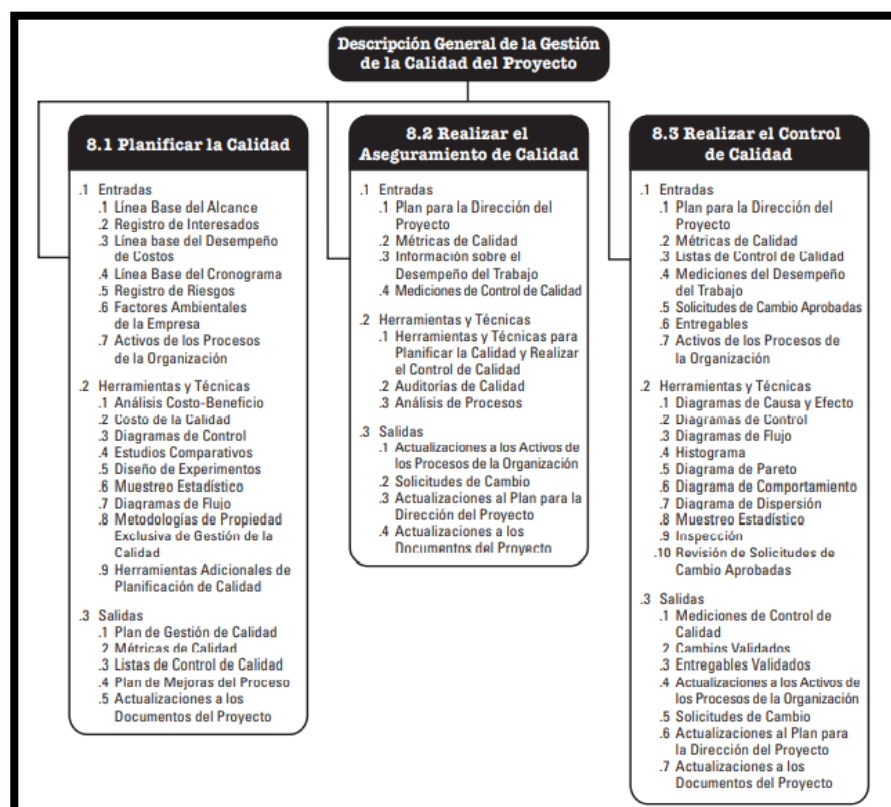 Descripción General de la Gestión
de la Calidad del Proyecto
8.1 Planificar la Calidad
.1 Entradas
.1 Línea Base del Alcance
.2 Registro de Interesados
.3 Línea base del Desempeño
de Costos
.4 Línea Base del Cronograma
.5 Registro de Riesgos
.6 Factores Ambientales
de la Empresa
.7 Activos de los Procesos
de la Organización
.2 Herramientas y Técnicas
.1 Análisis Costo-Beneficio
.2 Costo de la Calidad
.3 Diagramas de Control
.4 Estudios Comparativos
.5 Diseño de Experimentos
.6 Muestreo Estadístico
.7 Diagramas de Flujo
.8 Metodologías de Propiedad
Exclusiva de Gestión de la
Calidad
.9 Herramientas Adicionales de
Planificación de Calidad
.3 Salidas
.1 Plan de Gestión de Calidad
.2 Métricas de Calidad
.3 Listas de Control de Calidad
.4 Plan de Mejoras del Proceso
.5 Actualizaciones a los
Documentos del Proyecto
8.2 Realizar el
Aseguramiento de Calidad
.1 Entradas
.1 Plan para la Dirección del
Proyecto
.2 Métricas de Calidad
.3 Información sobre el
Desempeño del Trabajo
.4 Mediciones de Control de Calidad
.2 Herramientas y Técnicas
.1 Herramientas y Técnicas para
Planificar la Calidad y Realizar
el Control de Calidad
.2 Auditorías de Calidad
.3 Análisis de Procesos
.3 Salidas
.1 Actualizaciones a los Activos de
los Procesos de la Organización
.2 Solicitudes de Cambio
.3 Actualizaciones al Plan para la
Dirección del Proyecto
.4 Actualizaciones a los
Documentos del Proyecto
8.3 Realizar el Control
de Calidad
.1 Entradas
.1 Plan para la Dirección del
Proyecto
.2 Métricas de Calidad
.3 Listas de Control de Calidad
.4 Mediciones del Desempeño
del Trabajo
.5 Solicitudes de Cambio Aprobadas
.6 Entregables
.7 Activos de los Procesos de
la Organización
.2 Herramientas y Técnicas
.1 Diagramas de Causa y Efecto
.2 Diagramas de Control
.3 Diagramas de Flujo
.4 Histograma
.5 Diagrama de Pareto
.6 Diagrama de Comportamiento
.7 Diagrama de Dispersión
.8 Muestreo Estadístico
.9 Inspección
.10 Revisión de Solicitudes de
Cambio Aprobadas
.3 Salidas
.1 Mediciones de Control de
Calidad
.2 Cambios Validados
.3 Entregables Validados
.4 Actualizaciones a los Activos de
los Procesos de la Organización
.5 Solicitudes de Cambio
.6 Actualizaciones al Plan para
la Dirección del Proyecto
.7 Actualizaciones a los
Documentos del Proyecto